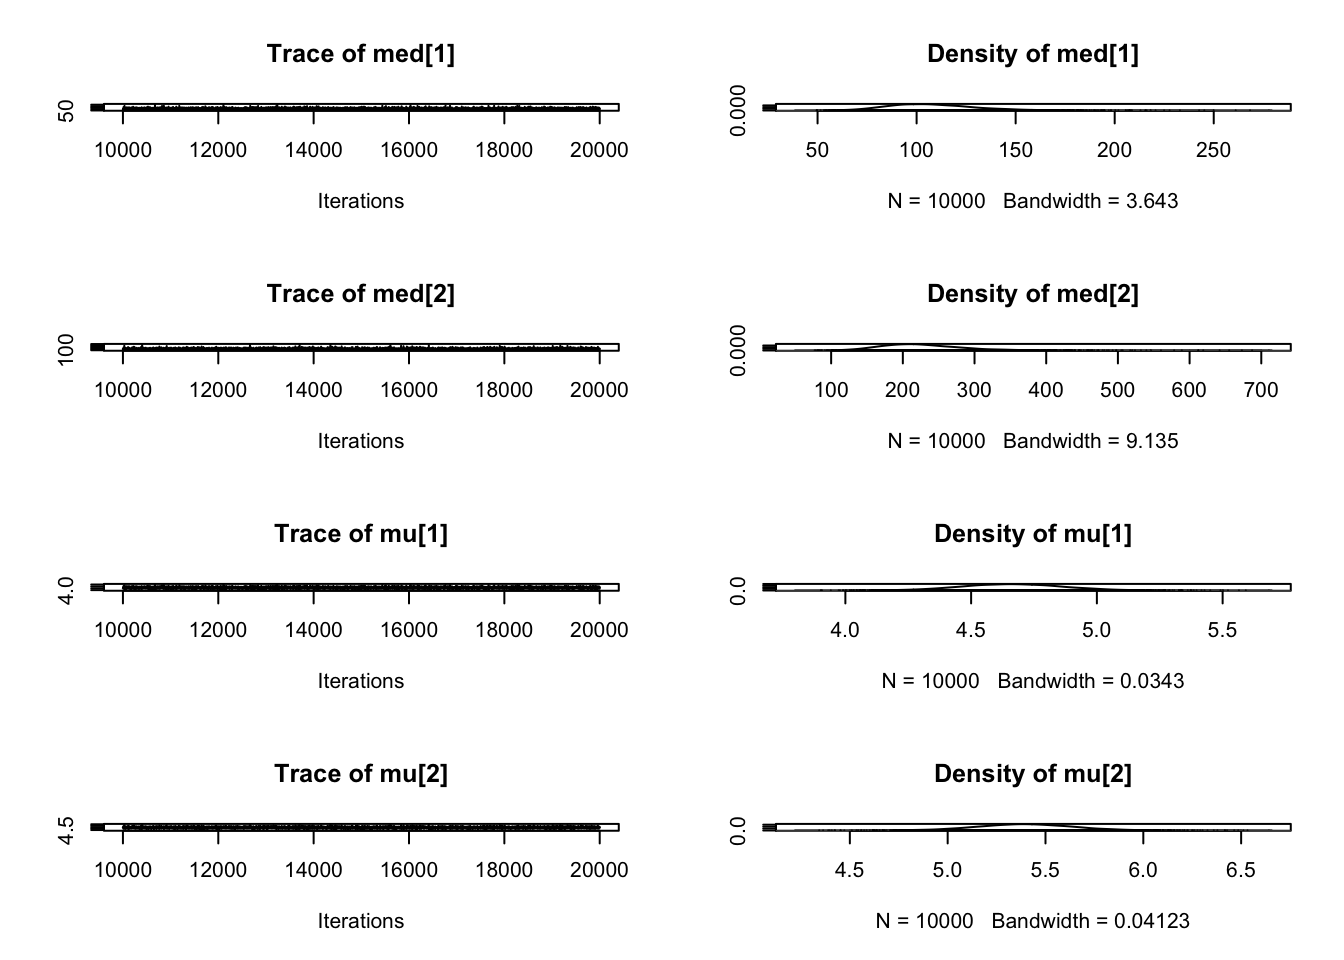 Trace of med[1]
50
10000 12000 14000 16000 18000 20000
Iterations
Density of med[1]
0.000
50 100 150 200 250
N = 10000 Bandwidth = 3.643
Trace of med[2]
100
10000 12000 14000 16000 18000 20000
Iterations
Density of med[2]
0.000
100 200 300 400 500 600 700
N = 10000 Bandwidth = 9.135
Trace of mu[1]
4.0
10000 12000 14000 16000 18000 20000
Iterations
Density of mu[1]
0.0
4.0 4.5 5.0 5.5
N = 10000 Bandwidth = 0.0343
Trace of mu[2]
4.5
10000 12000 14000 16000 18000 20000
Iterations
Density of mu[2]
0.0
4.5 5.0 5.5 6.0 6.5
N = 10000 Bandwidth = 0.04123